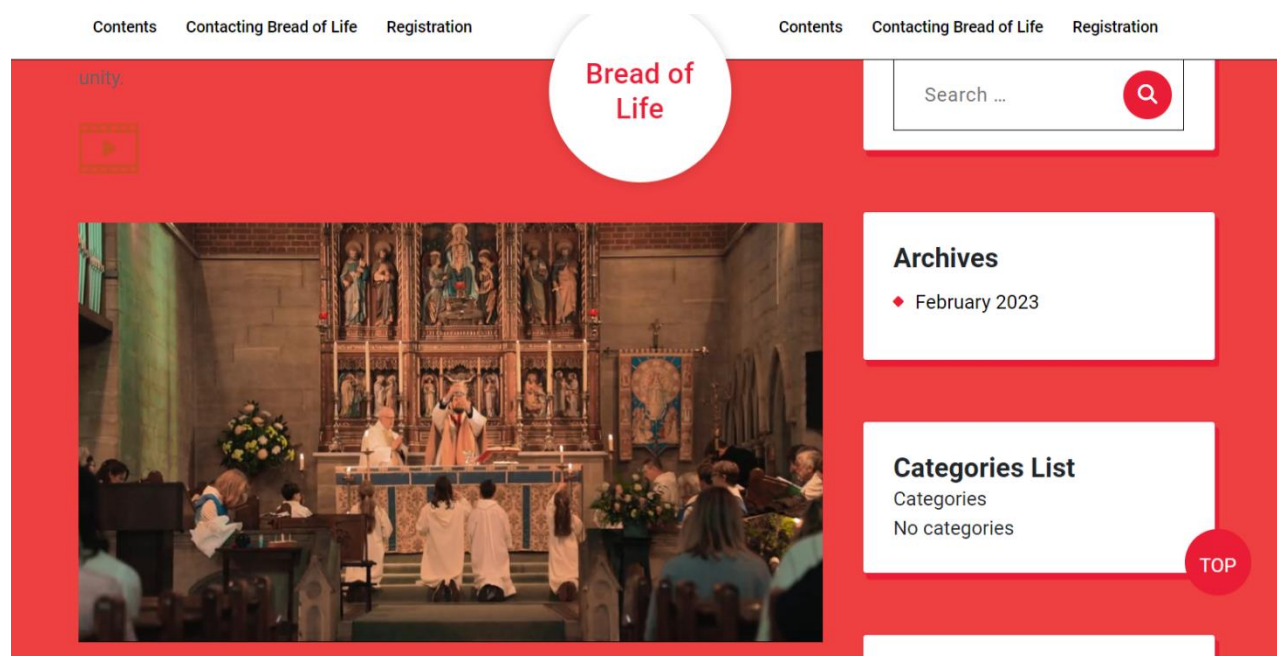 Contents Contacting Bread of Life Registration
Bread of
Life
Contents Contacting Bread of Life Registration
unity.
Search ...
Archives
February 2023
Categories List
Categories
No categories
TOP